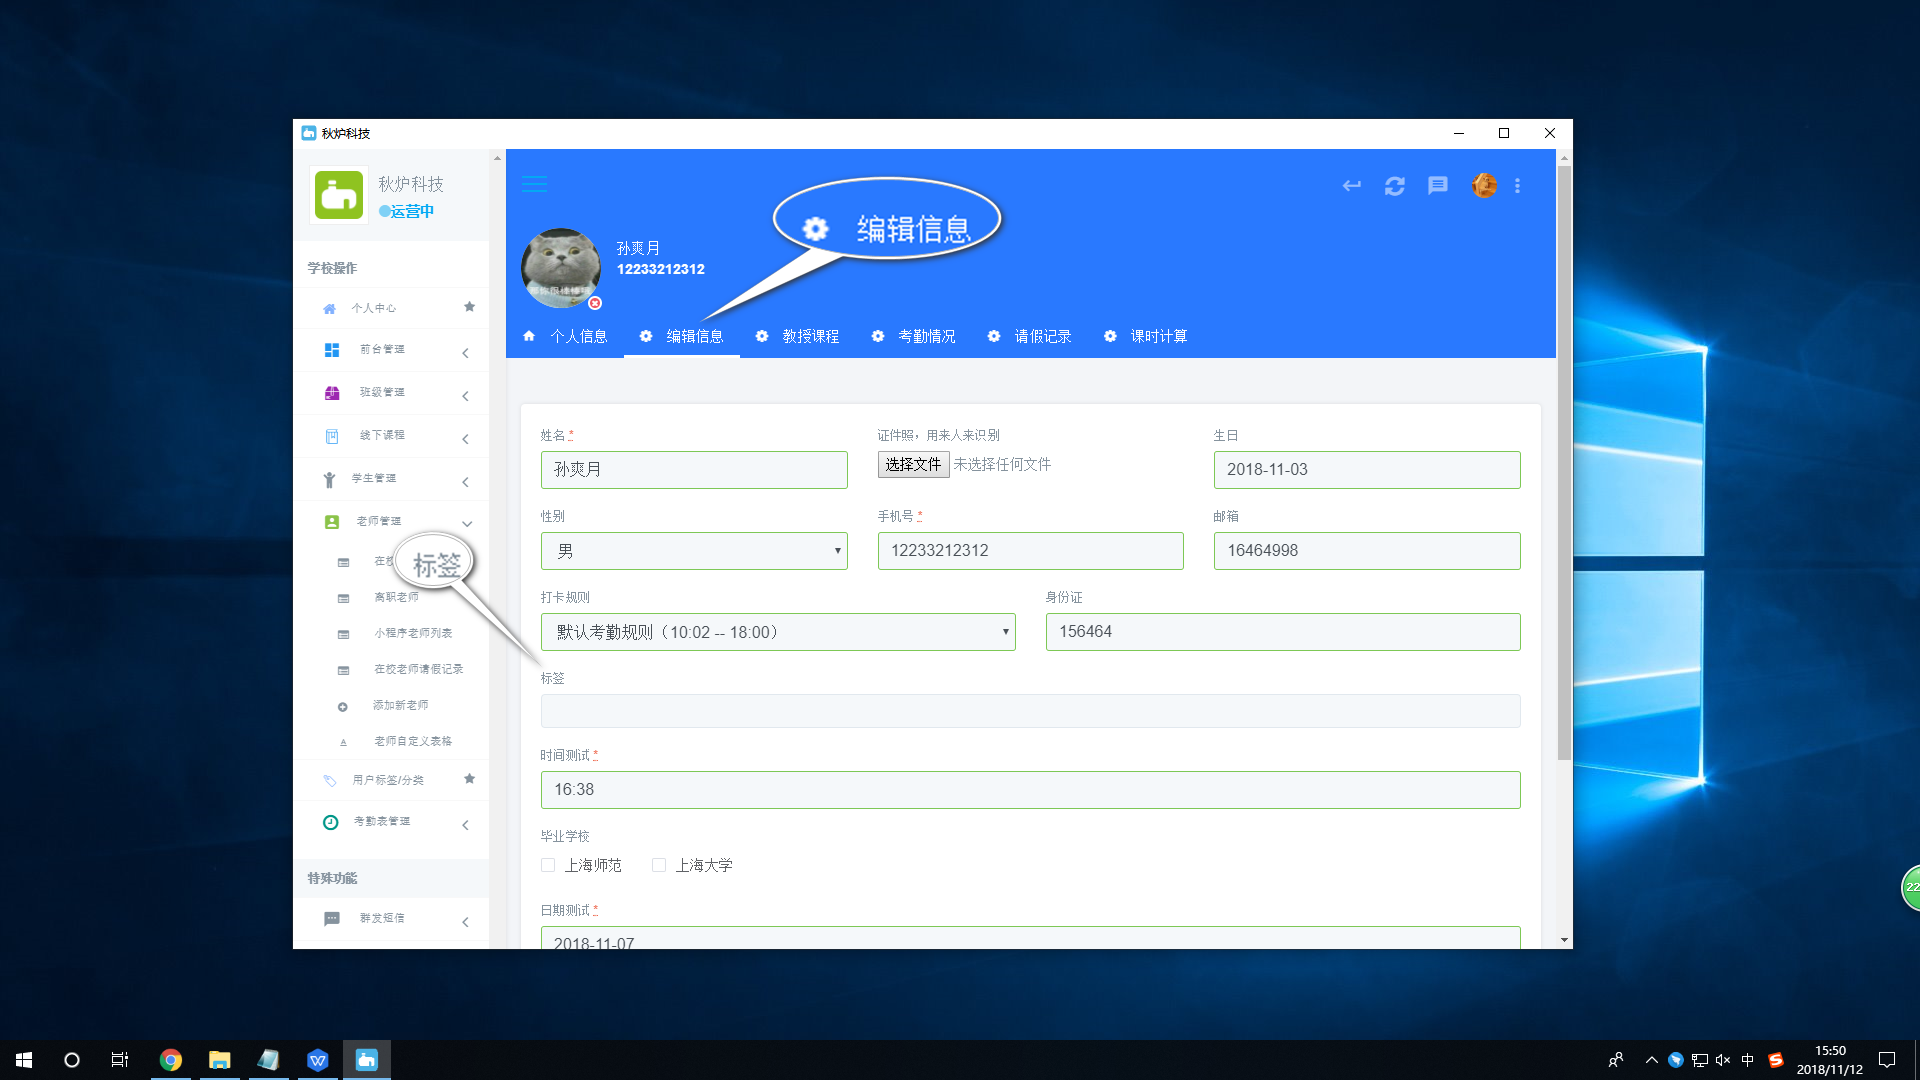 秋炉科技
秋炉科技
运营中
学校操作
个人中心
前台管理
班级管理
线下课程
学生管理
老师管理
在校
标签
离职老师
小程序老师列表
在校老师请假记录
添加新老师
老师自定义表格
用户标签/分类
考勤表管理
特殊功能
群发短信
编辑信息
孙爽月
12233212312
个人信息 编辑信息 教授课程 考勤情况 请假记录 课时计算
姓名 * 证件照，用来人来识别 生日
孙爽月 选择文件 未选择任何文件 2018-11-03
性别 手机号 * 邮箱
男 12233212312 16464998
打卡规则 身份证
默认考勤规则（10:02 -- 18:00） 156464
标签
时间测试 *
16:38
毕业学校
上海师范 上海大学
日期测试 *
2018-11-07
22
中
15:50
2018/11/12